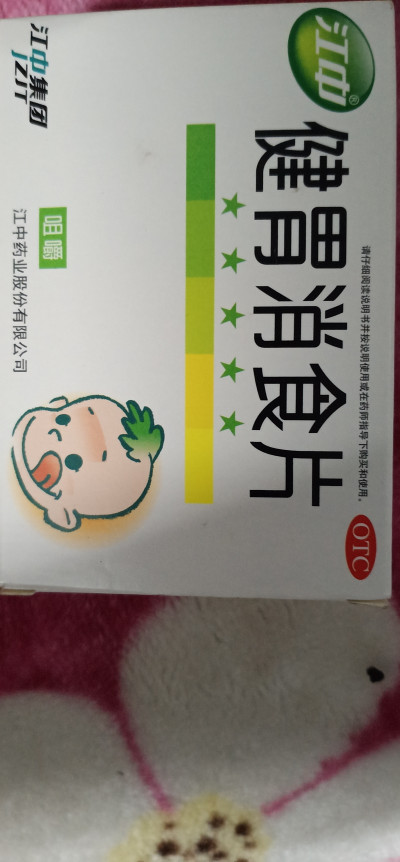 江中®
请仔细阅读说明书并按说明使用或在药师指导下购买和使用。
OTC
健胃消食片
咀嚼
江中药业股份有限公司
江中集团
JZJT